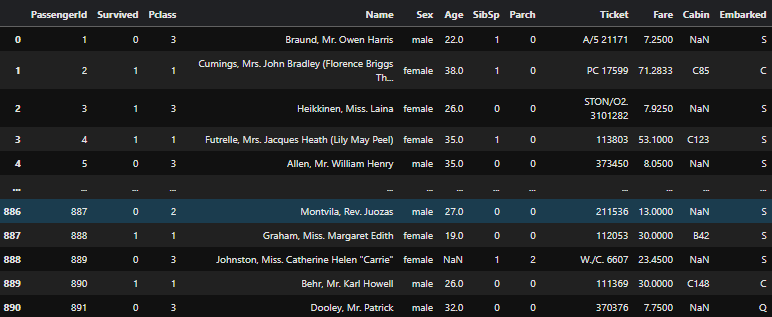 PassengerId Survived Pclass Name Sex Age SibSp Parch Ticket Fare Cabin Embarked
0 1 0 3 Braund, Mr. Owen Harris male 22.0 1 0 A/5 21171 7.2500 NaN S
1 2 1 1 Cumings, Mrs. John Bradley (Florence Briggs Th... female 38.0 1 0 PC 17599 71.2833 C85 C
2 3 1 3 Heikkinen, Miss. Laina female 26.0 0 0 STON/O2. 3101282 7.9250 NaN S
3 4 1 1 Futrelle, Mrs. Jacques Heath (Lily May Peel) female 35.0 1 0 113803 53.1000 C123 S
4 5 0 3 Allen, Mr. William Henry male 35.0 0 0 373450 8.0500 NaN S
... ... ... ... ... ... ... ... ... ... ... ... ...
886 887 0 2 Montvila, Rev. Juozas male 27.0 0 0 211536 13.0000 NaN S
887 888 1 1 Graham, Miss. Margaret Edith female 19.0 0 0 112053 30.0000 B42 S
888 889 0 3 Johnston, Miss. Catherine Helen "Carrie" female NaN 1 2 W./C. 6607 23.4500 NaN S
889 890 1 1 Behr, Mr. Karl Howell male 26.0 0 0 111369 30.0000 C148 C
890 891 0 3 Dooley, Mr. Patrick male 32.0 0 0 370376 7.7500 NaN Q